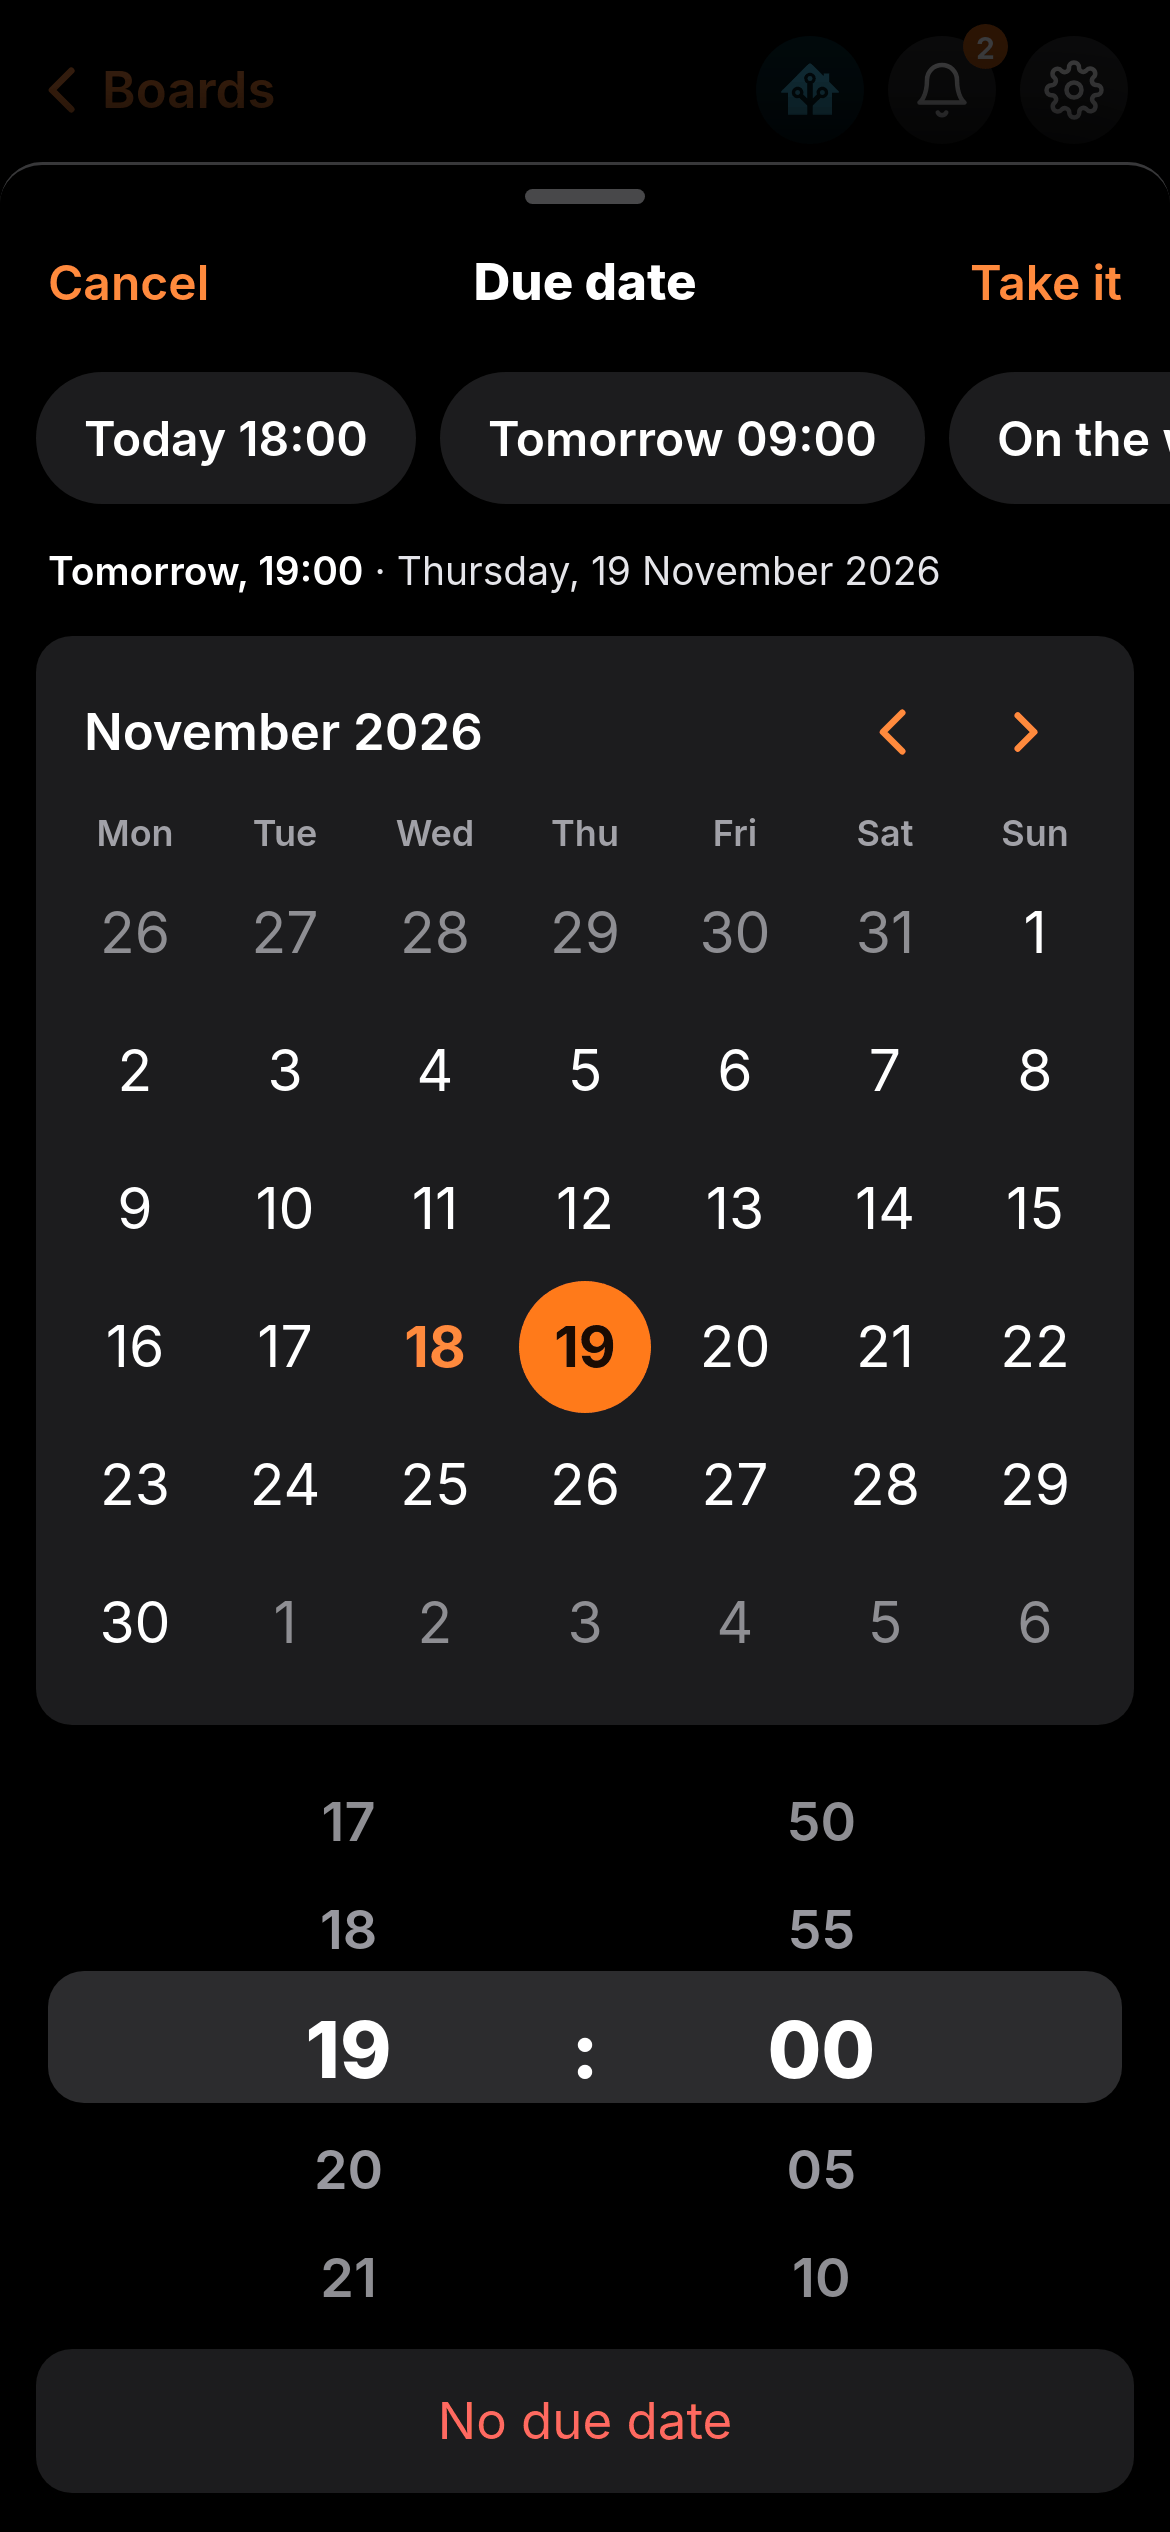 Boards
2
Cancel
Due date
Take it
Today 18:00
Tomorrow 09:00
On the
Tomorrow, 19:00 · Thursday, 19 November 2026
November 2026
Mon Tue Wed Thu Fri Sat Sun
26 27 28 29 30 31 1
2 3 4 5 6 7 8
9 10 11 12 13 14 15
16 17 18 19 20 21 22
23 24 25 26 27 28 29
30 1 2 3 4 5 6
17 50
18 55
19 : 00
20 05
21 10
No due date